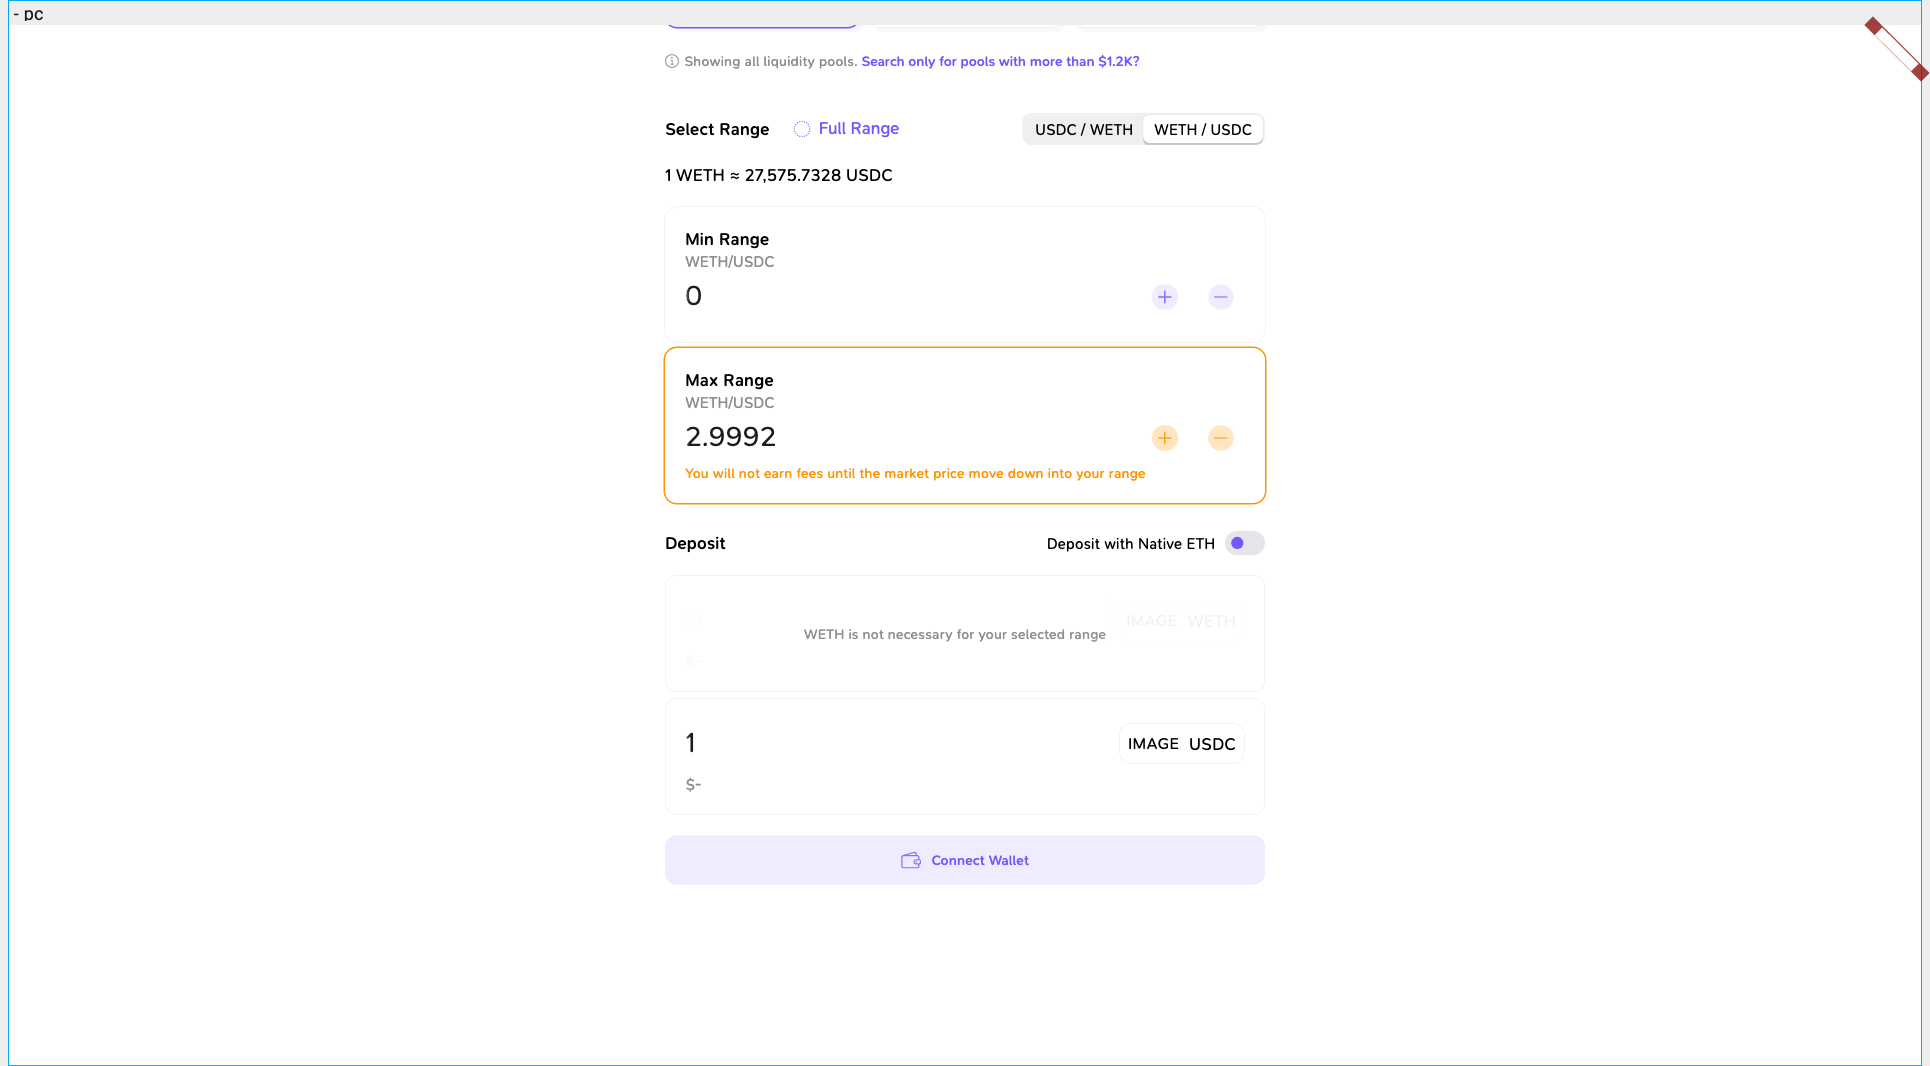 - pc
Showing all liquidity pools. Search only for pools with more than $1.2K?
Select Range
Full Range
USDC / WETH
WETH / USDC
1 WETH ≈ 27,575.7328 USDC
Min Range
WETH/USDC
0
Max Range
WETH/USDC
2.9992
You will not earn fees until the market price move down into your range
Deposit
Deposit with Native ETH
0
IMAGE WETH
WETH is not necessary for your selected range
$-
1
IMAGE USDC
$-
Connect Wallet